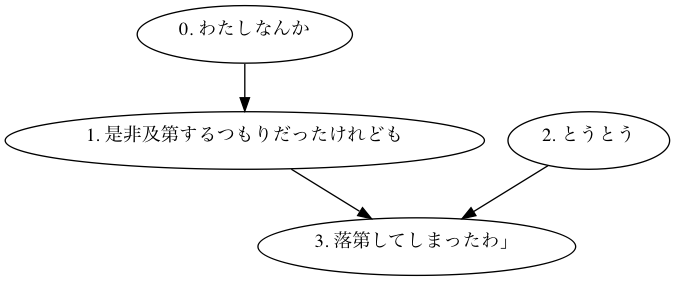 0. わたしなんか
1. 是非及第するつもりだったけれども
2. とうとう
3. 落第してしまったわ」